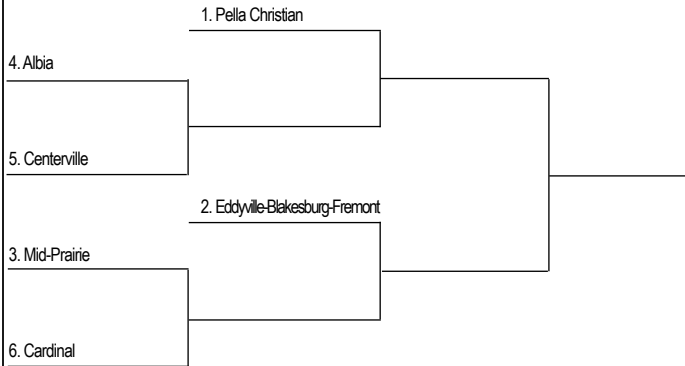 1. Pella Christian
4. Albia
5. Centerville
2. Eddyville-Blakesburg-Fremont
3. Mid-Prairie
6. Cardinal